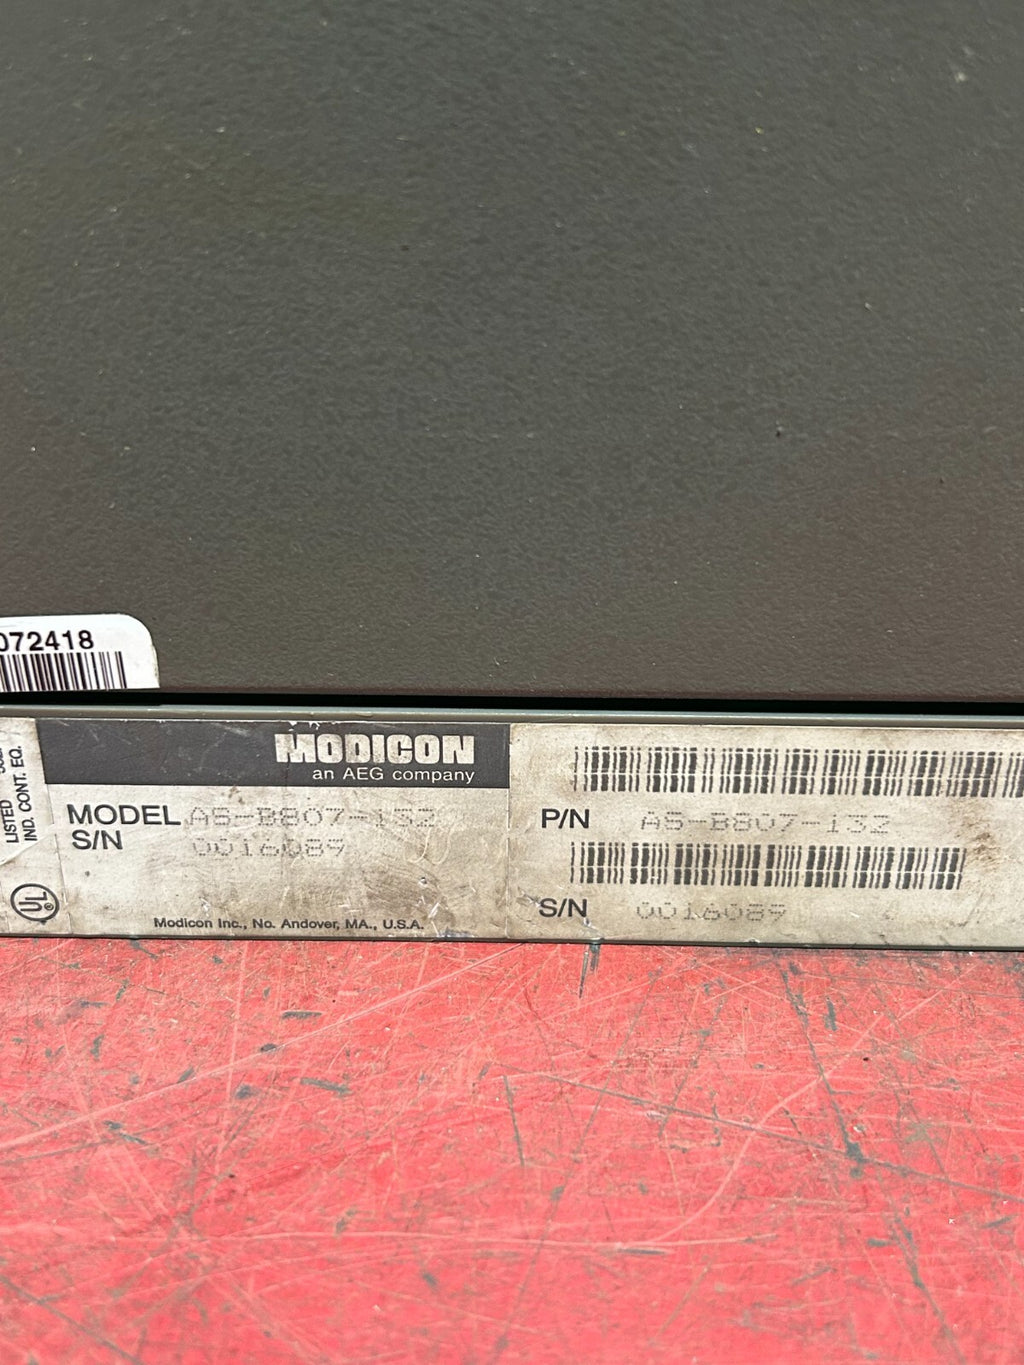 072418
LISTED
IND. CONT. EQ.
UL
MODICON
an AEG company
MODEL AS-B807-132
S/N 0016089
Modicon Inc., No. Andover, MA., U.S.A.
P/N AS-B807-132
S/N 0016089